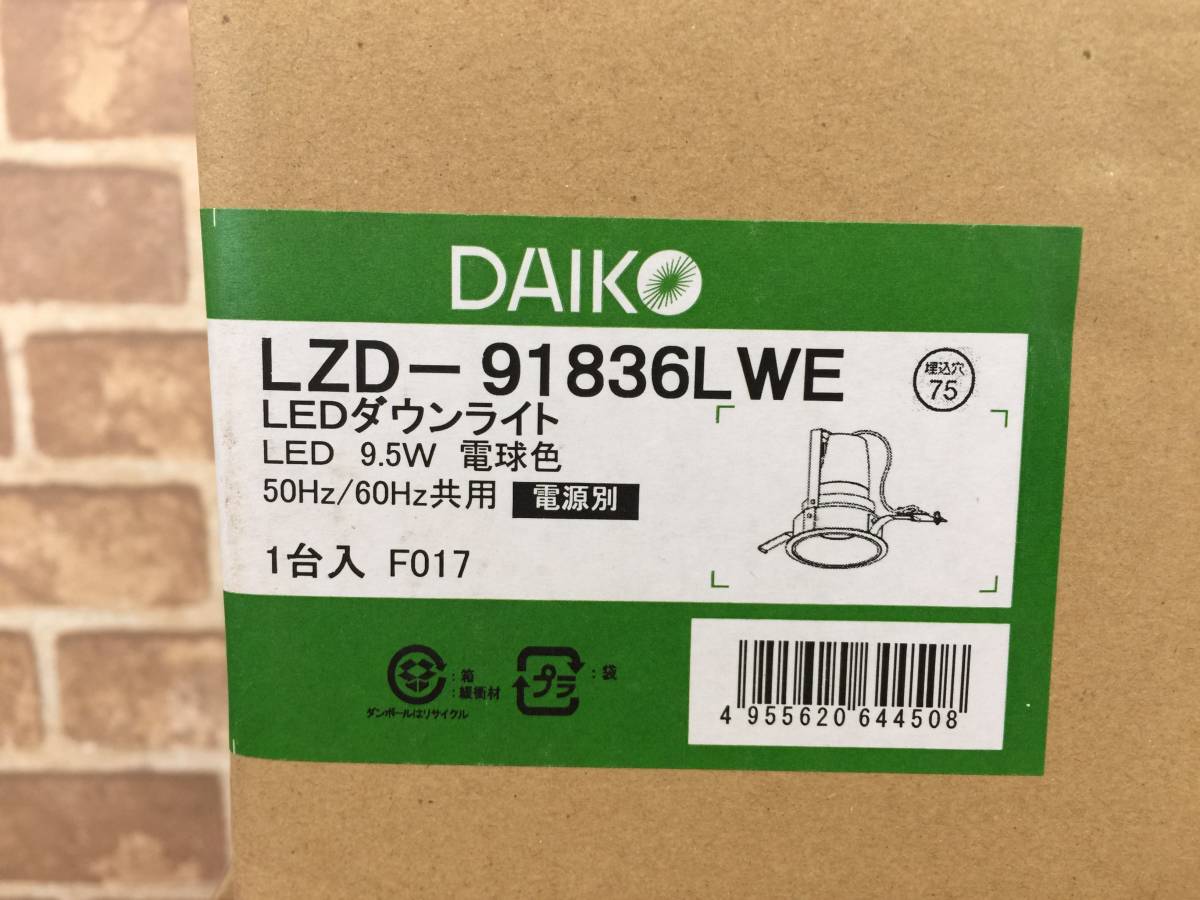 DAIKO
LZD-91836LWE
埋込穴
75
LEDダウンライト
LED 9.5W 電球色
50Hz/60Hz共用 電源別
1台入 F017
:箱
:緩衝材
ダンボールはリサイクル
プラ
:袋
4 955620 644508